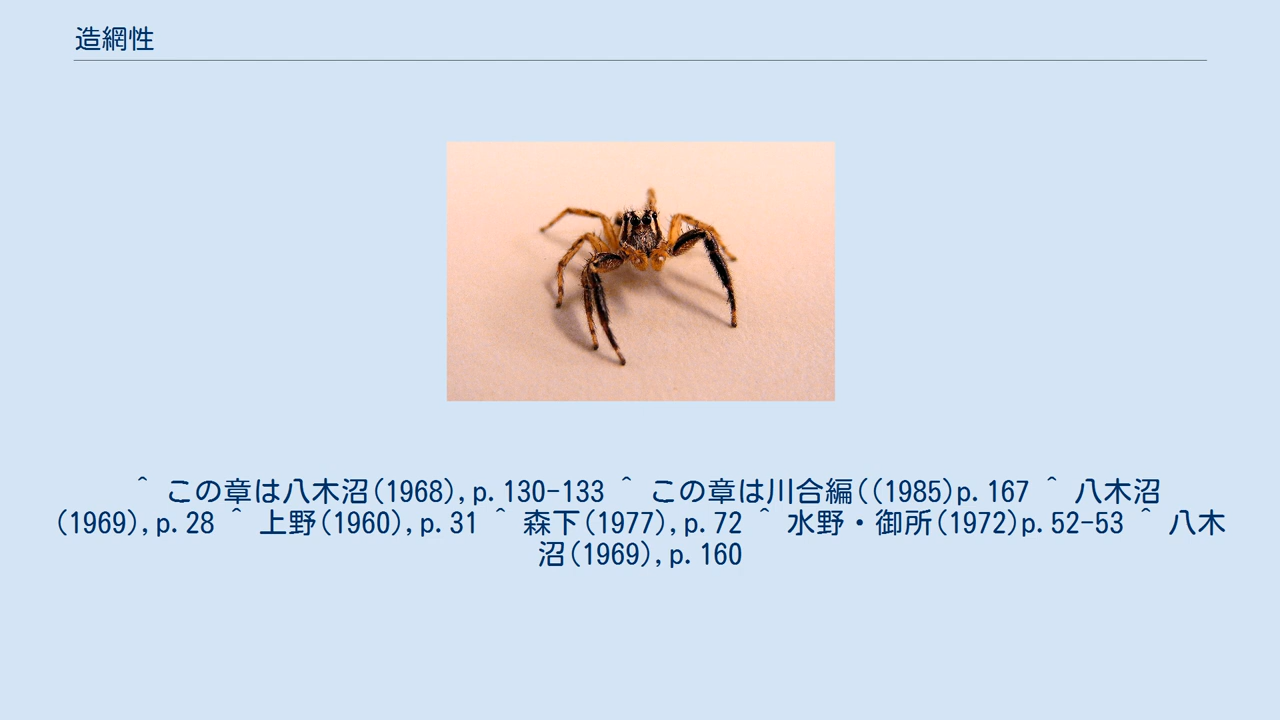 造網性
^ この章は八木沼(1968),p.130-133 ^ この章は川合編((1985)p.167 ^ 八木沼
(1969),p.28 ^ 上野(1960),p.31 ^ 森下(1977),p.72 ^ 水野・御所(1972)p.52-53 ^ 八木
沼(1969),p.160